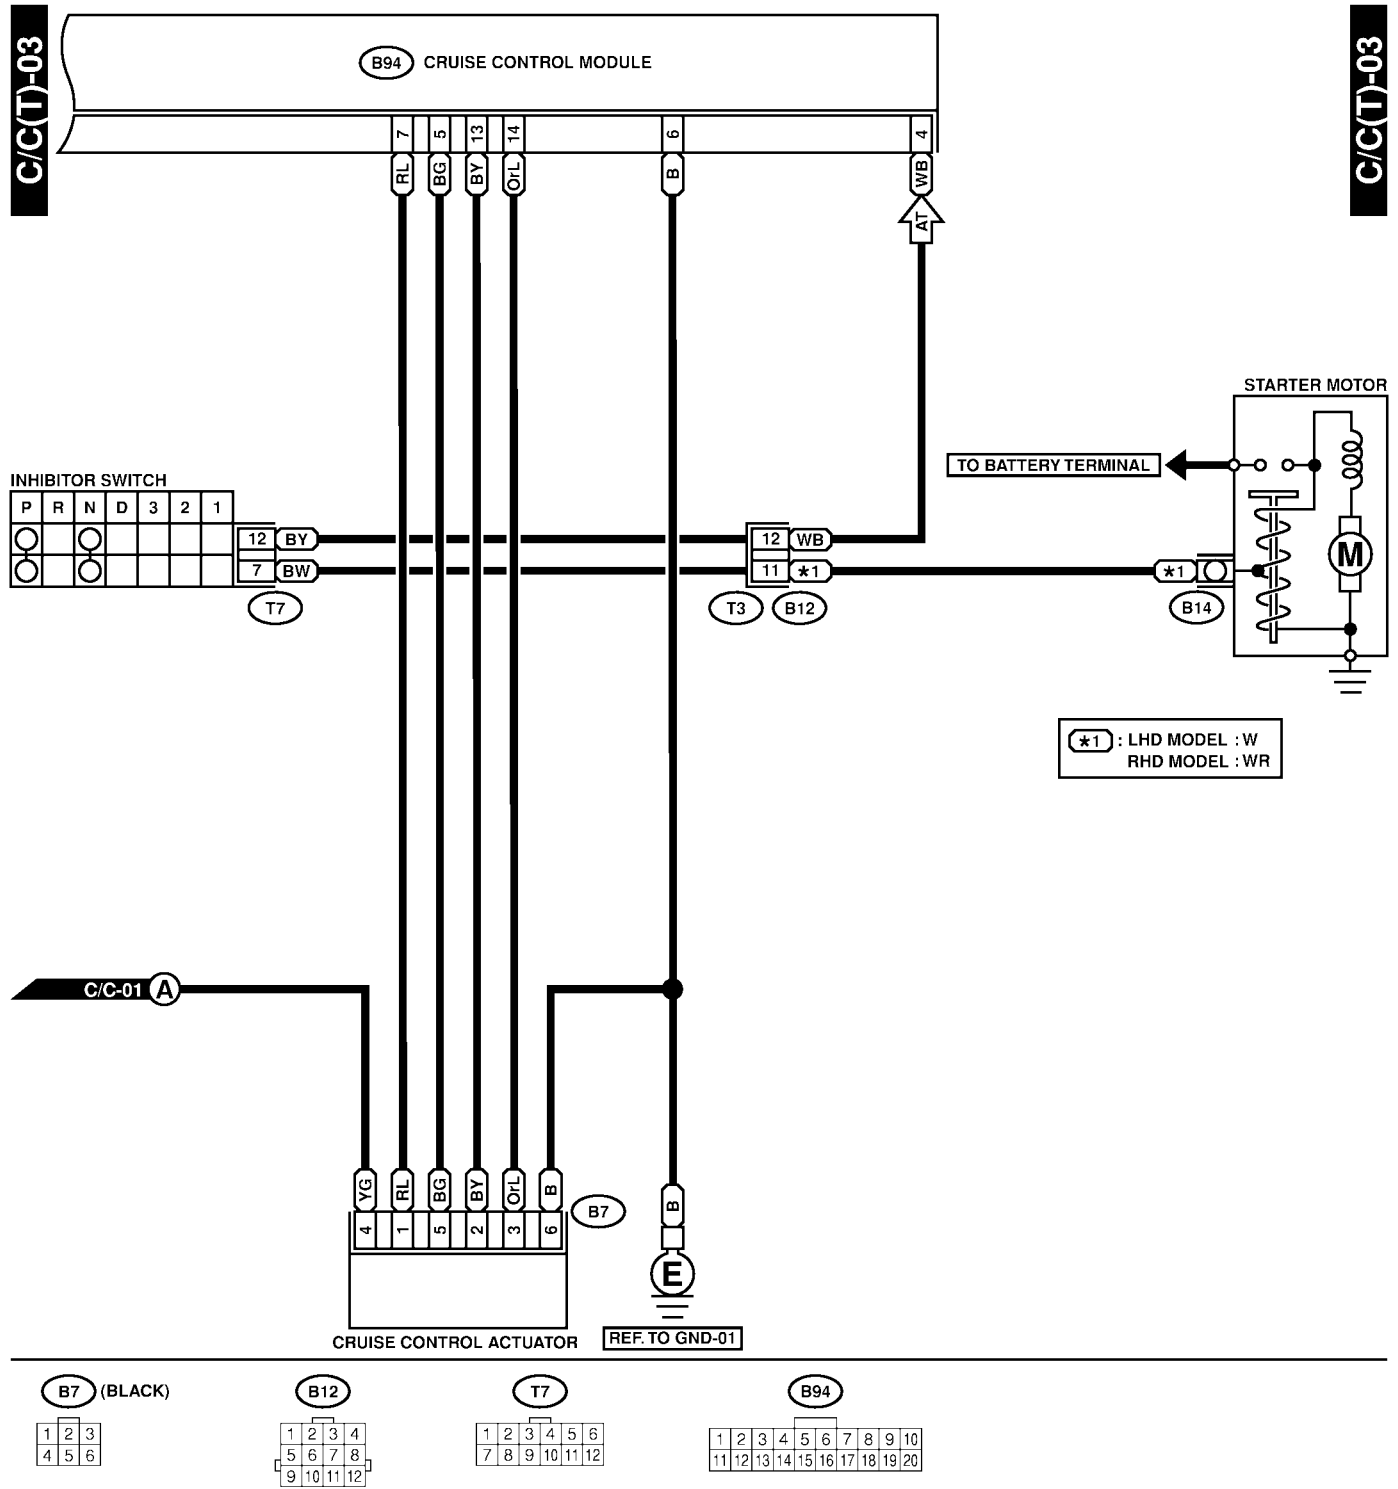 C/C(T)-03
C/C(T)-03
B94 CRUISE CONTROL MODULE
7 5 13 14 6 4
RL BG BY OrL B WB
AT
STARTER MOTOR
TO BATTERY TERMINAL
INHIBITOR SWITCH
P R N D 3 2 1
12 BY 12 WB
7 BW 11 *1 *1
M
T7 T3 B12 B14
*1 : LHD MODEL : W
RHD MODEL : WR
C/C-01 A
YG RL BG BY OrL B B
B7
4 1 5 2 3 6
E
CRUISE CONTROL ACTUATOR
REF. TO GND-01
B7 (BLACK) B12 T7 B94
1 2 3
4 5 6
1 2 3 4
5 6 7 8
9 10 11 12
1 2 3 4 5 6
7 8 9 10 11 12
1 2 3 4 5 6 7 8 9 10
11 12 13 14 15 16 17 18 19 20